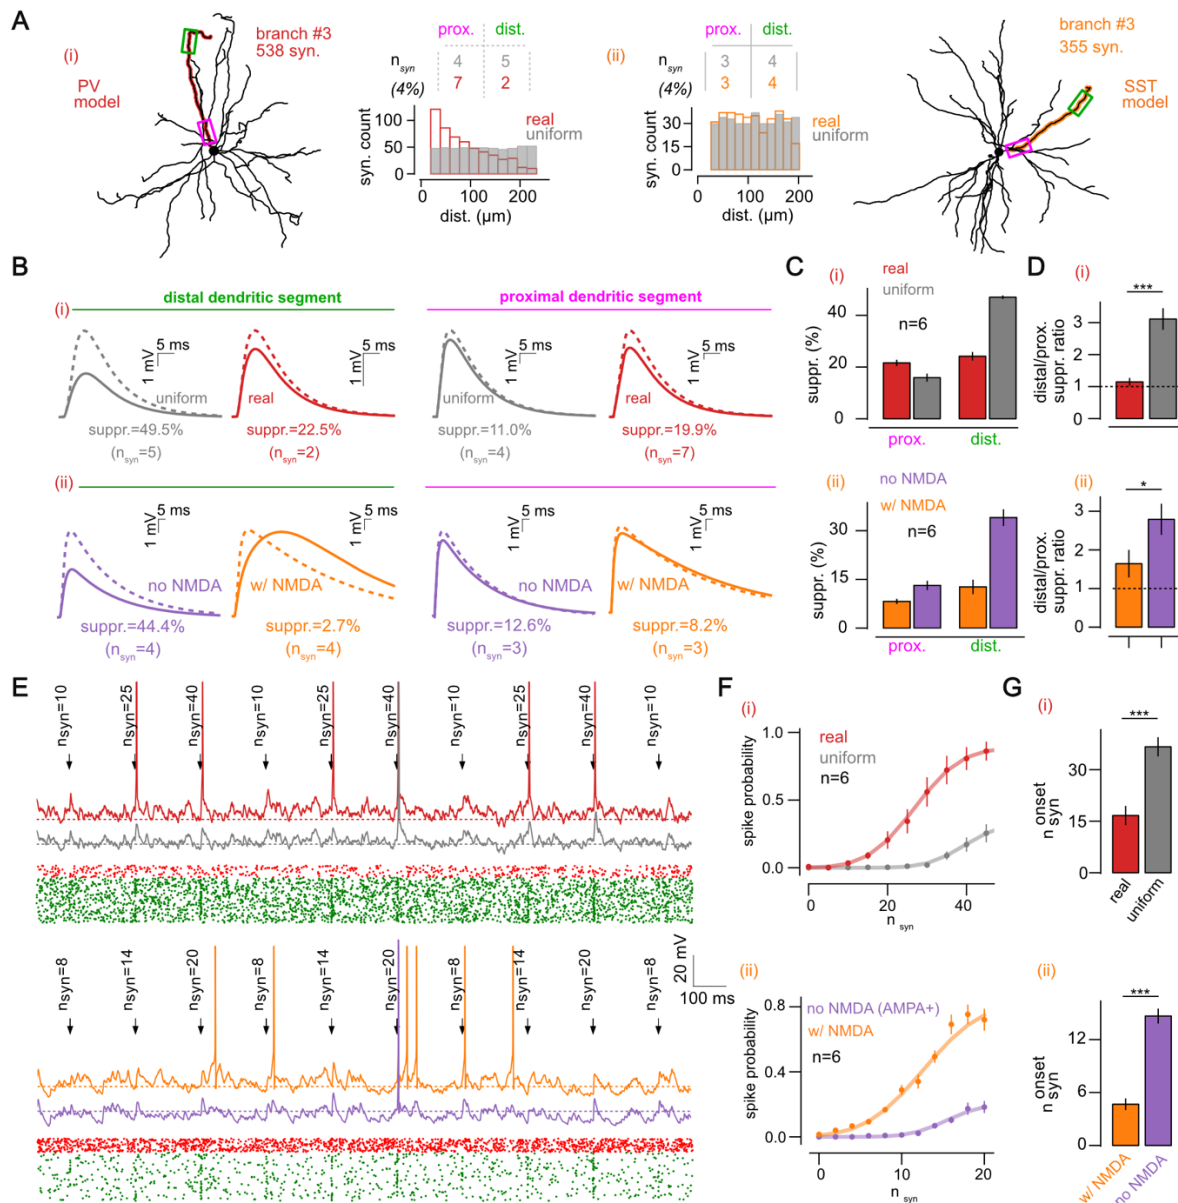 A
(i)
PV
model
branch #3
538 syn.
prox.
dist.
n syn
4
5
(4%)
7
2
syn. count
100
50
0
real
uniform
0
100
200
dist. (µm)
(ii)
prox.
dist.
n syn
3
4
(4%)
3
4
syn. count
30
15
0
real
uniform
0
100
200
dist. (µm)
branch #3
355 syn.
SST
model
B
(i)
distal dendritic segment
proximal dendritic segment
5 ms
1 mV
uniform
suppr.=49.5%
(nsyn=5)
5 ms
1 mV
real
suppr.=22.5%
(nsyn=2)
5 ms
1 mV
uniform
suppr.=11.0%
(nsyn=4)
5 ms
1 mV
real
suppr.=19.9%
(nsyn=7)
(ii)
5 ms
1 mV
no NMDA
suppr.=44.4%
(nsyn=4)
5 ms
1 mV
w/ NMDA
suppr.=2.7%
(nsyn=4)
5 ms
1 mV
no NMDA
suppr.=12.6%
(nsyn=3)
5 ms
1 mV
w/ NMDA
suppr.=8.2%
(nsyn=3)
C
(i)
real
uniform
n=6
suppr. (%)
40
20
0
prox.
dist.
(ii)
no NMDA
w/ NMDA
n=6
suppr. (%)
30
15
0
prox.
dist.
D
(i)
***
distal/prox.
suppr. ratio
3
2
1
0
(ii)
*
distal/prox.
suppr. ratio
3
2
1
0
E
nsyn=10
nsyn=25
nsyn=40
nsyn=10
nsyn=25
nsyn=40
nsyn=10
nsyn=25
nsyn=40
nsyn=10
nsyn=8
nsyn=14
nsyn=20
nsyn=8
nsyn=14
nsyn=20
nsyn=8
nsyn=14
nsyn=20
nsyn=8
20 mV
100 ms
F
(i)
real
uniform
n=6
spike probability
1.0
0.5
0.0
0
20
40
n syn
(ii)
no NMDA (AMPA+)
w/ NMDA
n=6
spike probability
0.8
0.4
0.0
0
10
20
n syn
G
(i)
***
n onset syn
30
15
0
real
uniform
(ii)
***
n onset syn
12
6
0
w/ NMDA
no NMDA